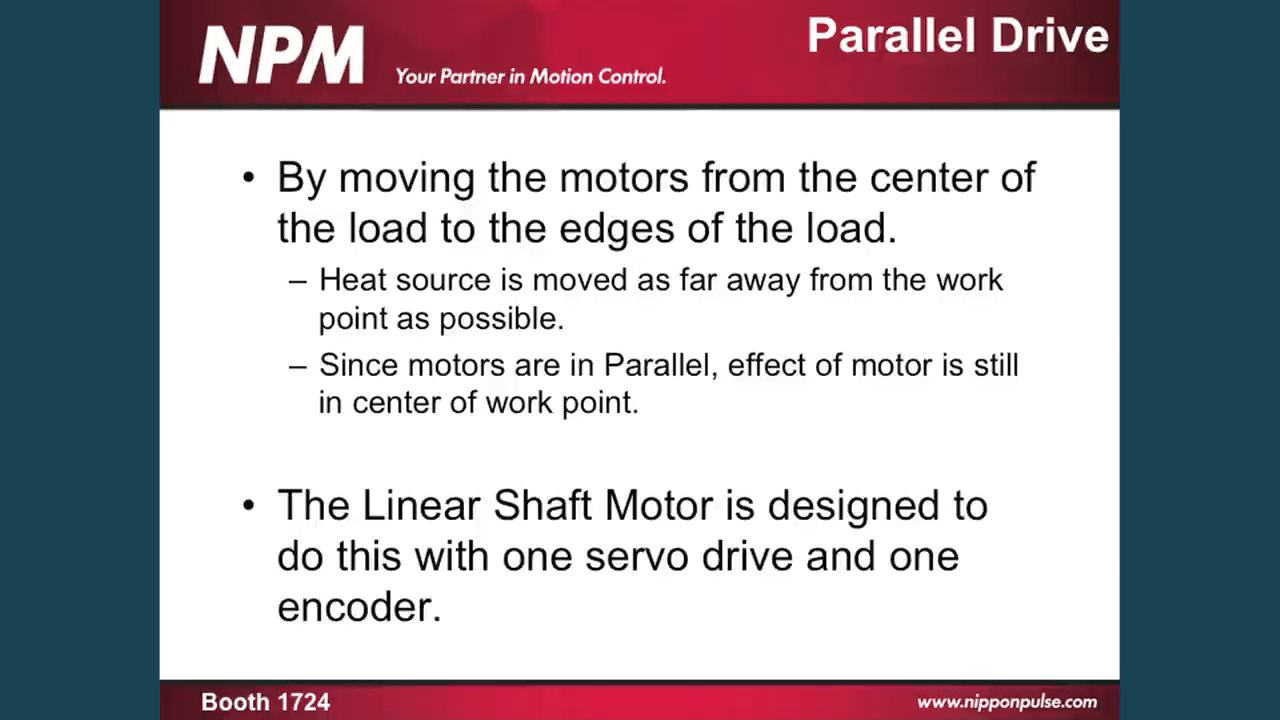 NPM
Your Partner in Motion Control.
Parallel Drive
• By moving the motors from the center of
the load to the edges of the load.
– Heat source is moved as far away from the work
point as possible.
– Since motors are in Parallel, effect of motor is still
in center of work point.
• The Linear Shaft Motor is designed to
do this with one servo drive and one
encoder.
Booth 1724
www.nipponpulse.com